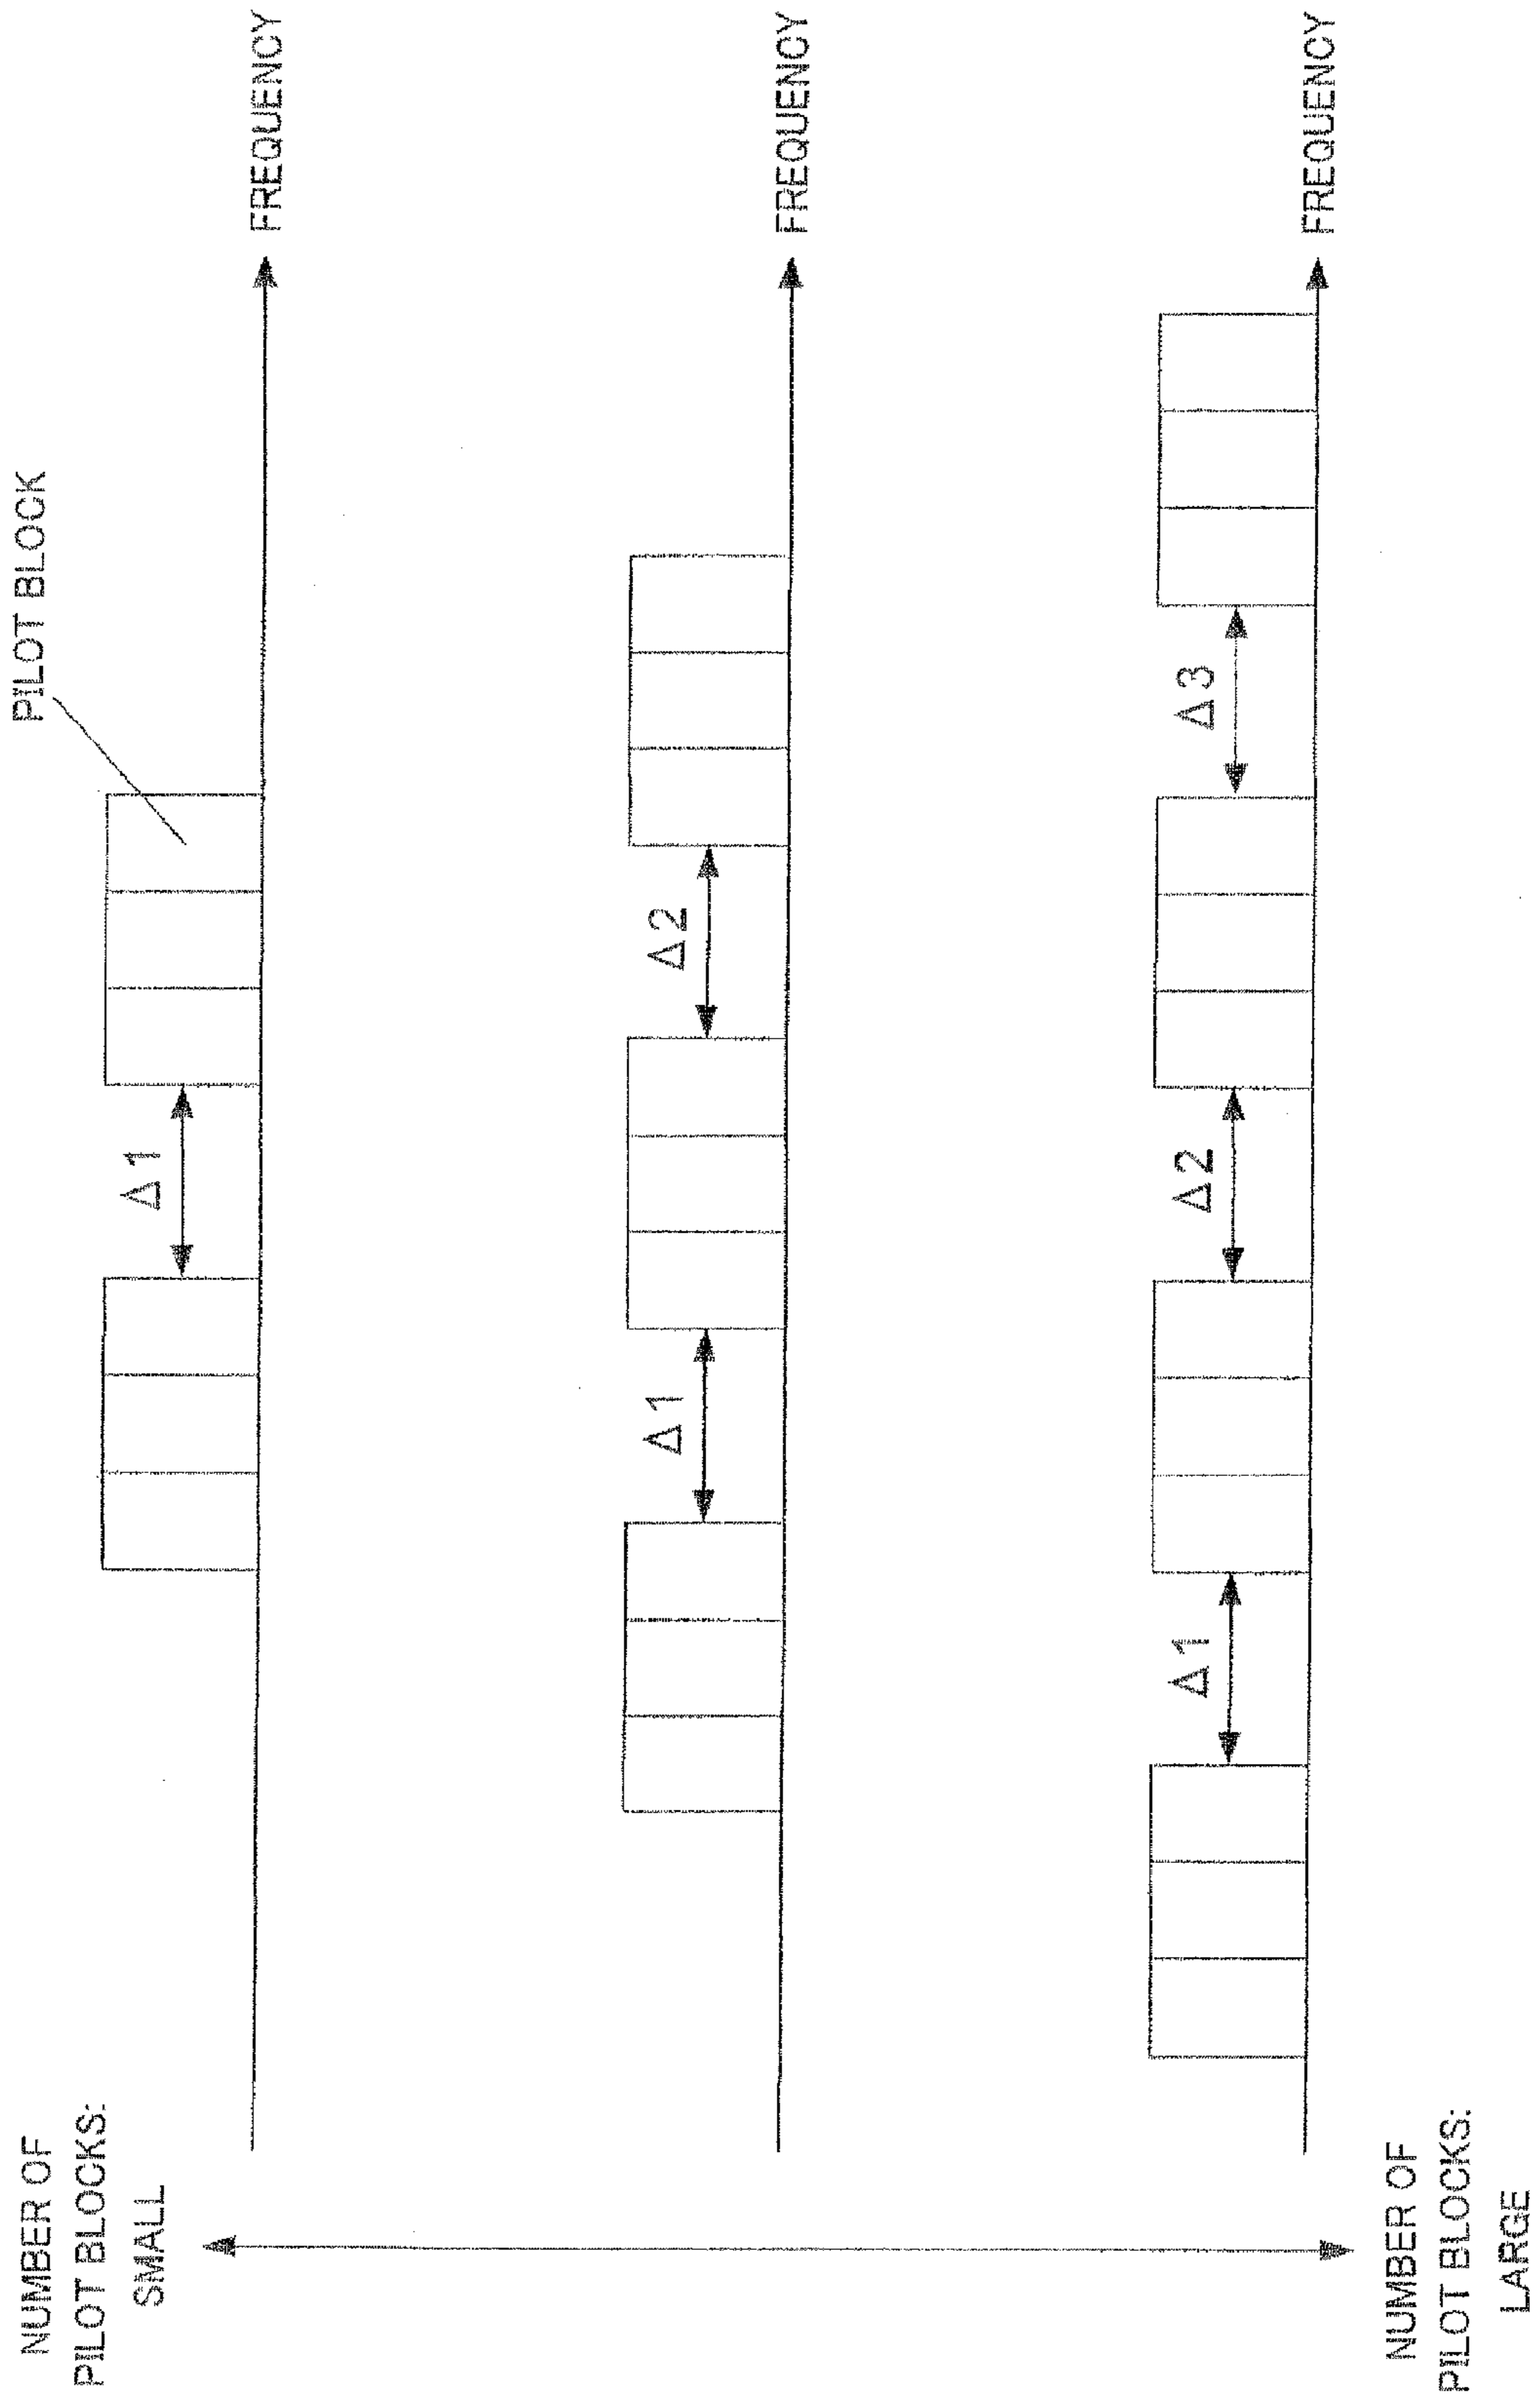 NUMBER OF
PILOT BLOCKS:
SMALL
PILOT BLOCK
Δ1
FREQUENCY
Δ1
Δ2
FREQUENCY
Δ1
Δ2
Δ3
FREQUENCY
NUMBER OF
PILOT BLOCKS:
LARGE